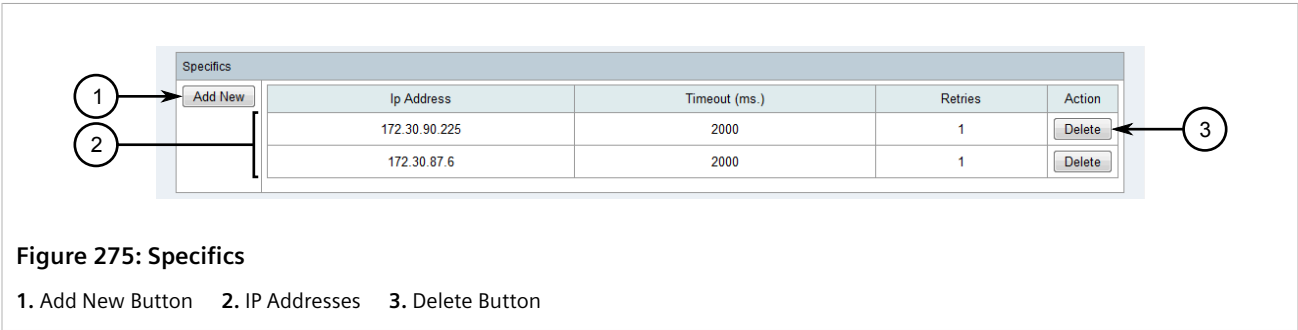 Specifics
1 Add New Ip Address Timeout (ms.) Retries Action
172.30.90.225 2000 1 Delete 3
2
172.30.87.6 2000 1 Delete
Figure 275: Specifics
1. Add New Button 2. IP Addresses 3. Delete Button